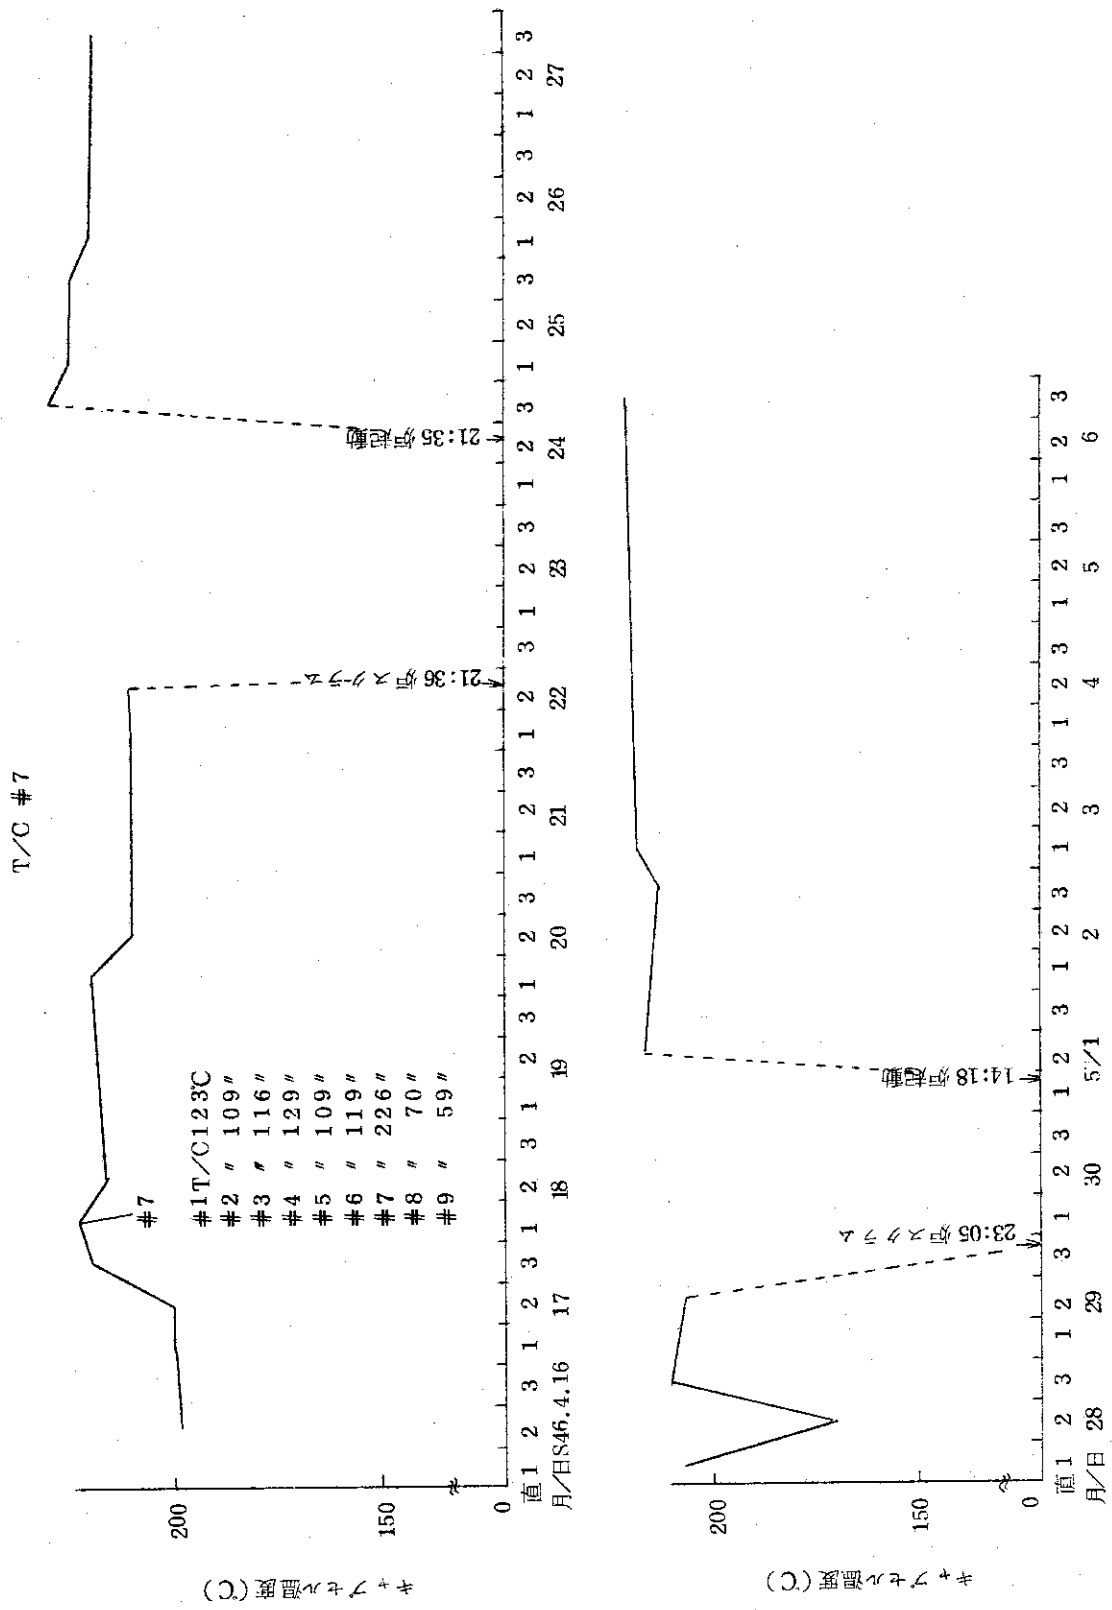 T/C #7
キャプセル温度(℃)
200
150
0
#7
#1T/C123℃
#2 〃 109〃
#3 〃 116〃
#4 〃 129〃
#5 〃 109〃
#6 〃 119〃
#7 〃 226〃
#8 〃 70〃
#9 〃 59〃
21:36 炉スクラム
21:35 炉起動
直 1 2 3 1 2 3 1 2 3 1 2 3 1 2 3 1 2 3 1 2 3 1 2 3 1 2 3 1 2 3 1 2 3 1 2 3
月/日 S46.4.16 17 18 19 20 21 22 23 24 25 26 27
キャプセル温度(℃)
200
150
0
23:05 炉スクラム
14:18 炉起動
直 1 2 3 1 2 3 1 2 3 1 2 3 1 2 3 1 2 3 1 2 3 1 2 3 1 2 3
月/日 28 29 30 5/1 2 3 4 5 6